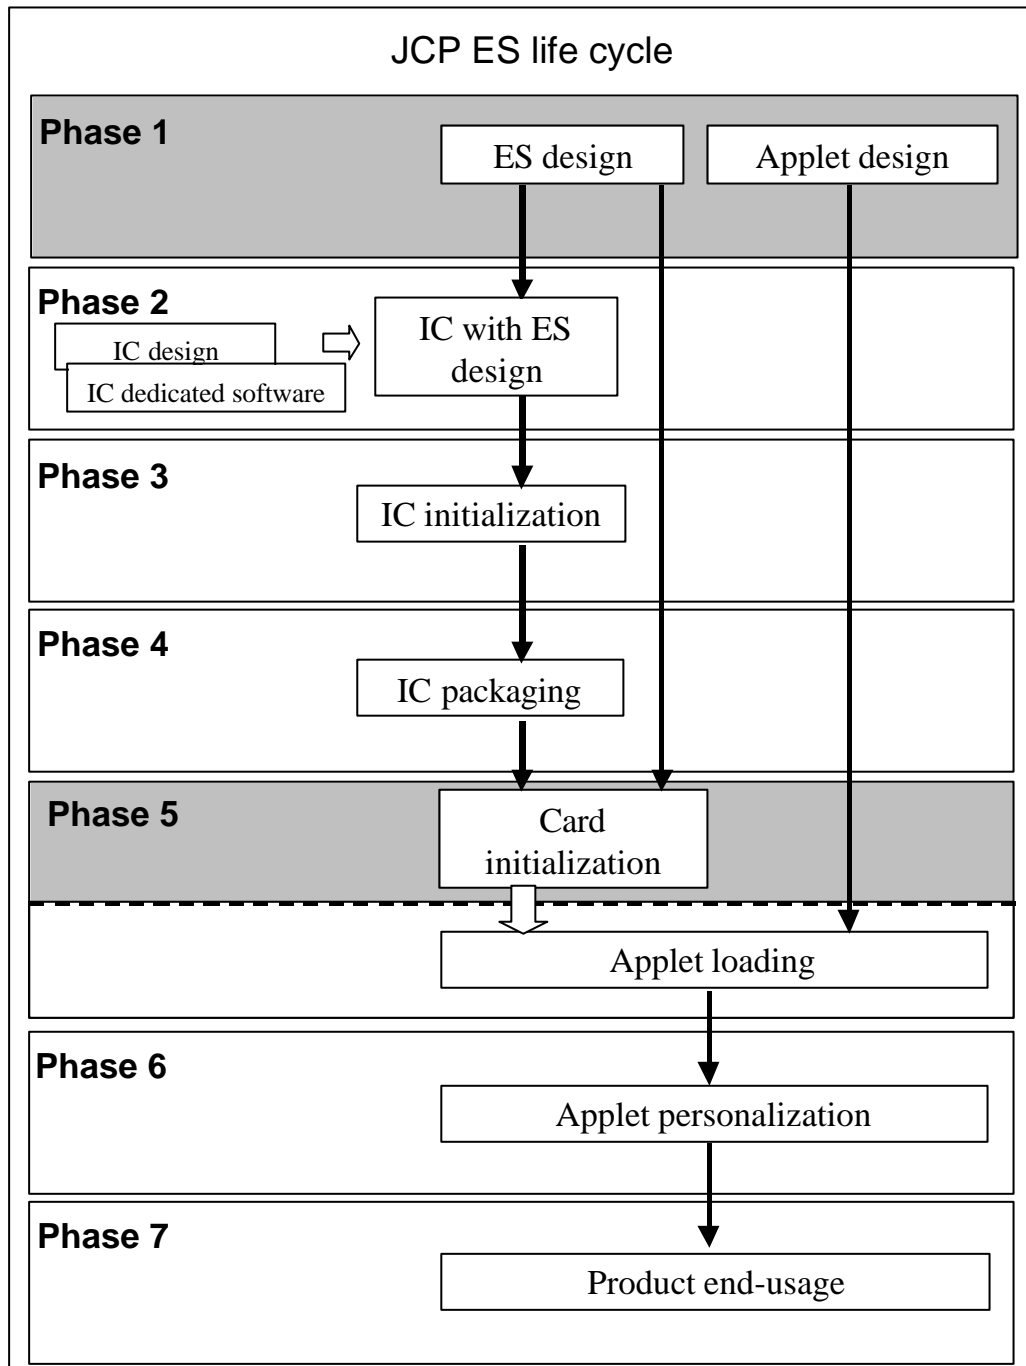 JCP ES life cycle
Phase 1
ES design
Applet design
Phase 2
IC design
IC dedicated software
IC with ES
design
Phase 3
IC initialization
Phase 4
IC packaging
Phase 5
Card
initialization
Applet loading
Phase 6
Applet personalization
Phase 7
Product end-usage